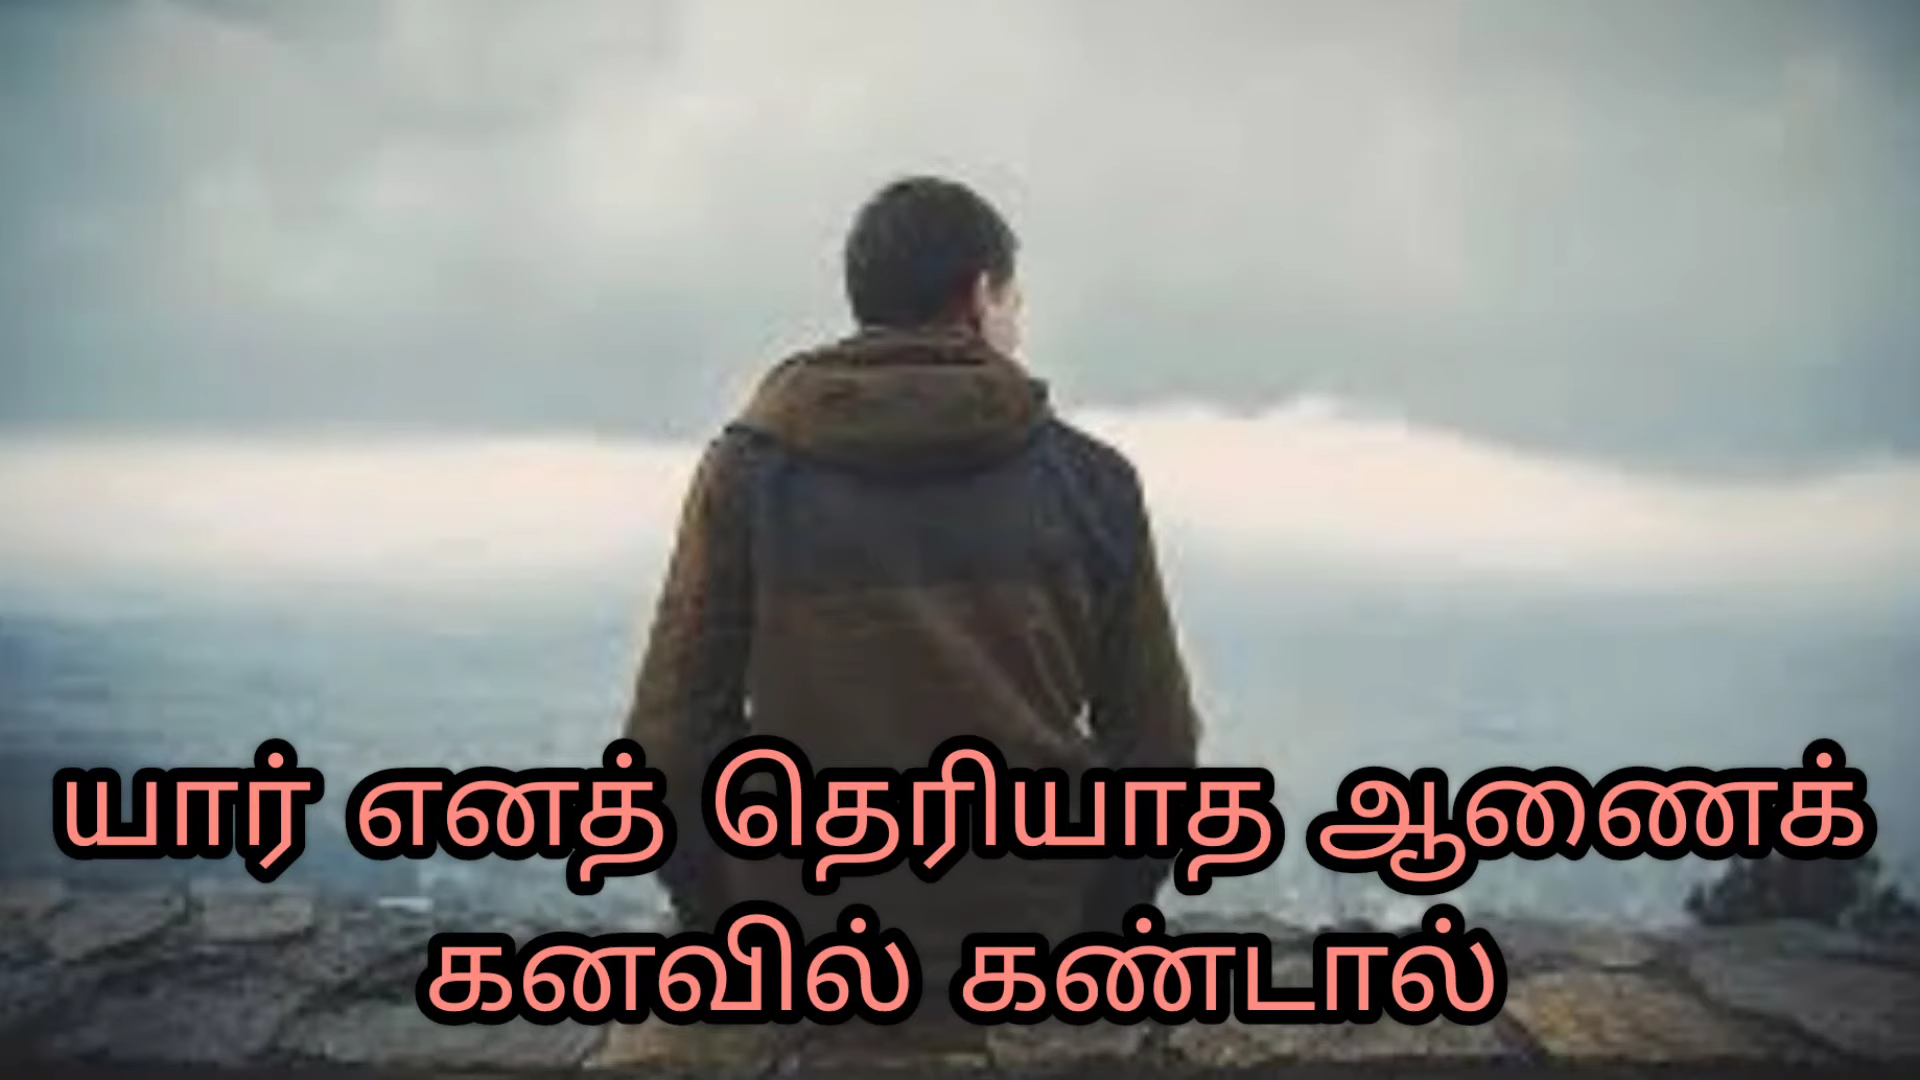 யார் எனத் தெரியாத ஆணைக்
கனவில் கண்டால்